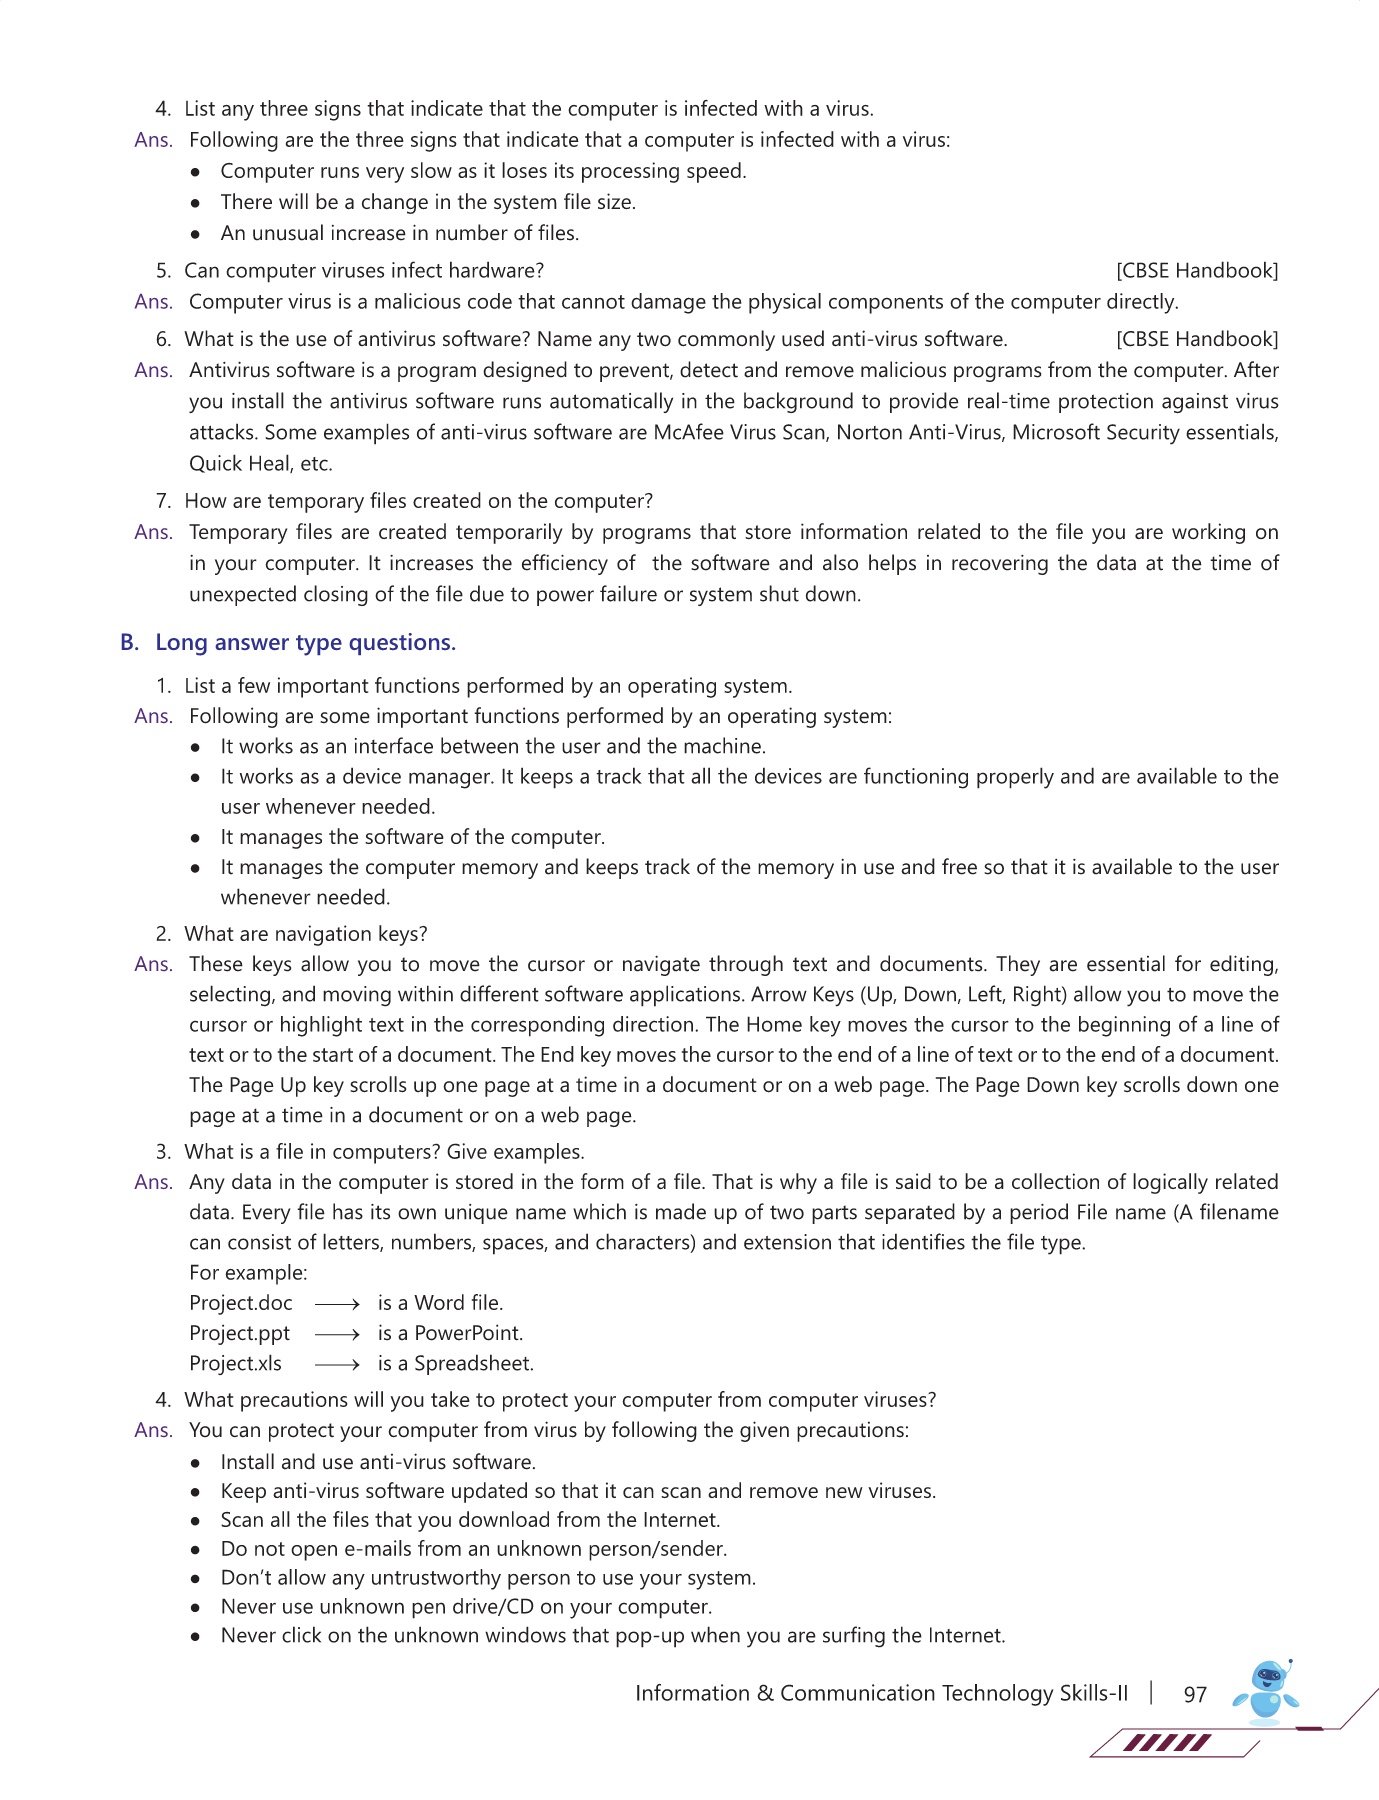 4. List any three signs that indicate that the computer is infected with a virus.
Ans. Following are the three signs that indicate that a computer is infected with a virus:
● Computer runs very slow as it loses its processing speed.
● There will be a change in the system file size.
● An unusual increase in number of files.
5. Can computer viruses infect hardware? [CBSE Handbook]
Ans. Computer virus is a malicious code that cannot damage the physical components of the computer directly.
6. What is the use of antivirus software? Name any two commonly used anti-virus software. [CBSE Handbook]
Ans. Antivirus software is a program designed to prevent, detect and remove malicious programs from the computer. After
you install the antivirus software runs automatically in the background to provide real-time protection against virus
attacks. Some examples of anti-virus software are McAfee Virus Scan, Norton Anti-Virus, Microsoft Security essentials,
Quick Heal, etc.
7. How are temporary files created on the computer?
Ans. Temporary files are created temporarily by programs that store information related to the file you are working on
in your computer. It increases the efficiency of the software and also helps in recovering the data at the time of
unexpected closing of the file due to power failure or system shut down.
B. Long answer type questions.
1. List a few important functions performed by an operating system.
Ans. Following are some important functions performed by an operating system:
● It works as an interface between the user and the machine.
● It works as a device manager. It keeps a track that all the devices are functioning properly and are available to the
user whenever needed.
● It manages the software of the computer.
● It manages the computer memory and keeps track of the memory in use and free so that it is available to the user
whenever needed.
2. What are navigation keys?
Ans. These keys allow you to move the cursor or navigate through text and documents. They are essential for editing,
selecting, and moving within different software applications. Arrow Keys (Up, Down, Left, Right) allow you to move the
cursor or highlight text in the corresponding direction. The Home key moves the cursor to the beginning of a line of
text or to the start of a document. The End key moves the cursor to the end of a line of text or to the end of a document.
The Page Up key scrolls up one page at a time in a document or on a web page. The Page Down key scrolls down one
page at a time in a document or on a web page.
3. What is a file in computers? Give examples.
Ans. Any data in the computer is stored in the form of a file. That is why a file is said to be a collection of logically related
data. Every file has its own unique name which is made up of two parts separated by a period File name (A filename
can consist of letters, numbers, spaces, and characters) and extension that identifies the file type.
For example:
Project.doc ⟶ is a Word file.
Project.ppt ⟶ is a PowerPoint.
Project.xls ⟶ is a Spreadsheet.
4. What precautions will you take to protect your computer from computer viruses?
Ans. You can protect your computer from virus by following the given precautions:
● Install and use anti-virus software.
● Keep anti-virus software updated so that it can scan and remove new viruses.
● Scan all the files that you download from the Internet.
● Do not open e-mails from an unknown person/sender.
● Don't allow any untrustworthy person to use your system.
● Never use unknown pen drive/CD on your computer.
● Never click on the unknown windows that pop-up when you are surfing the Internet.
Information & Communication Technology Skills-II | 97